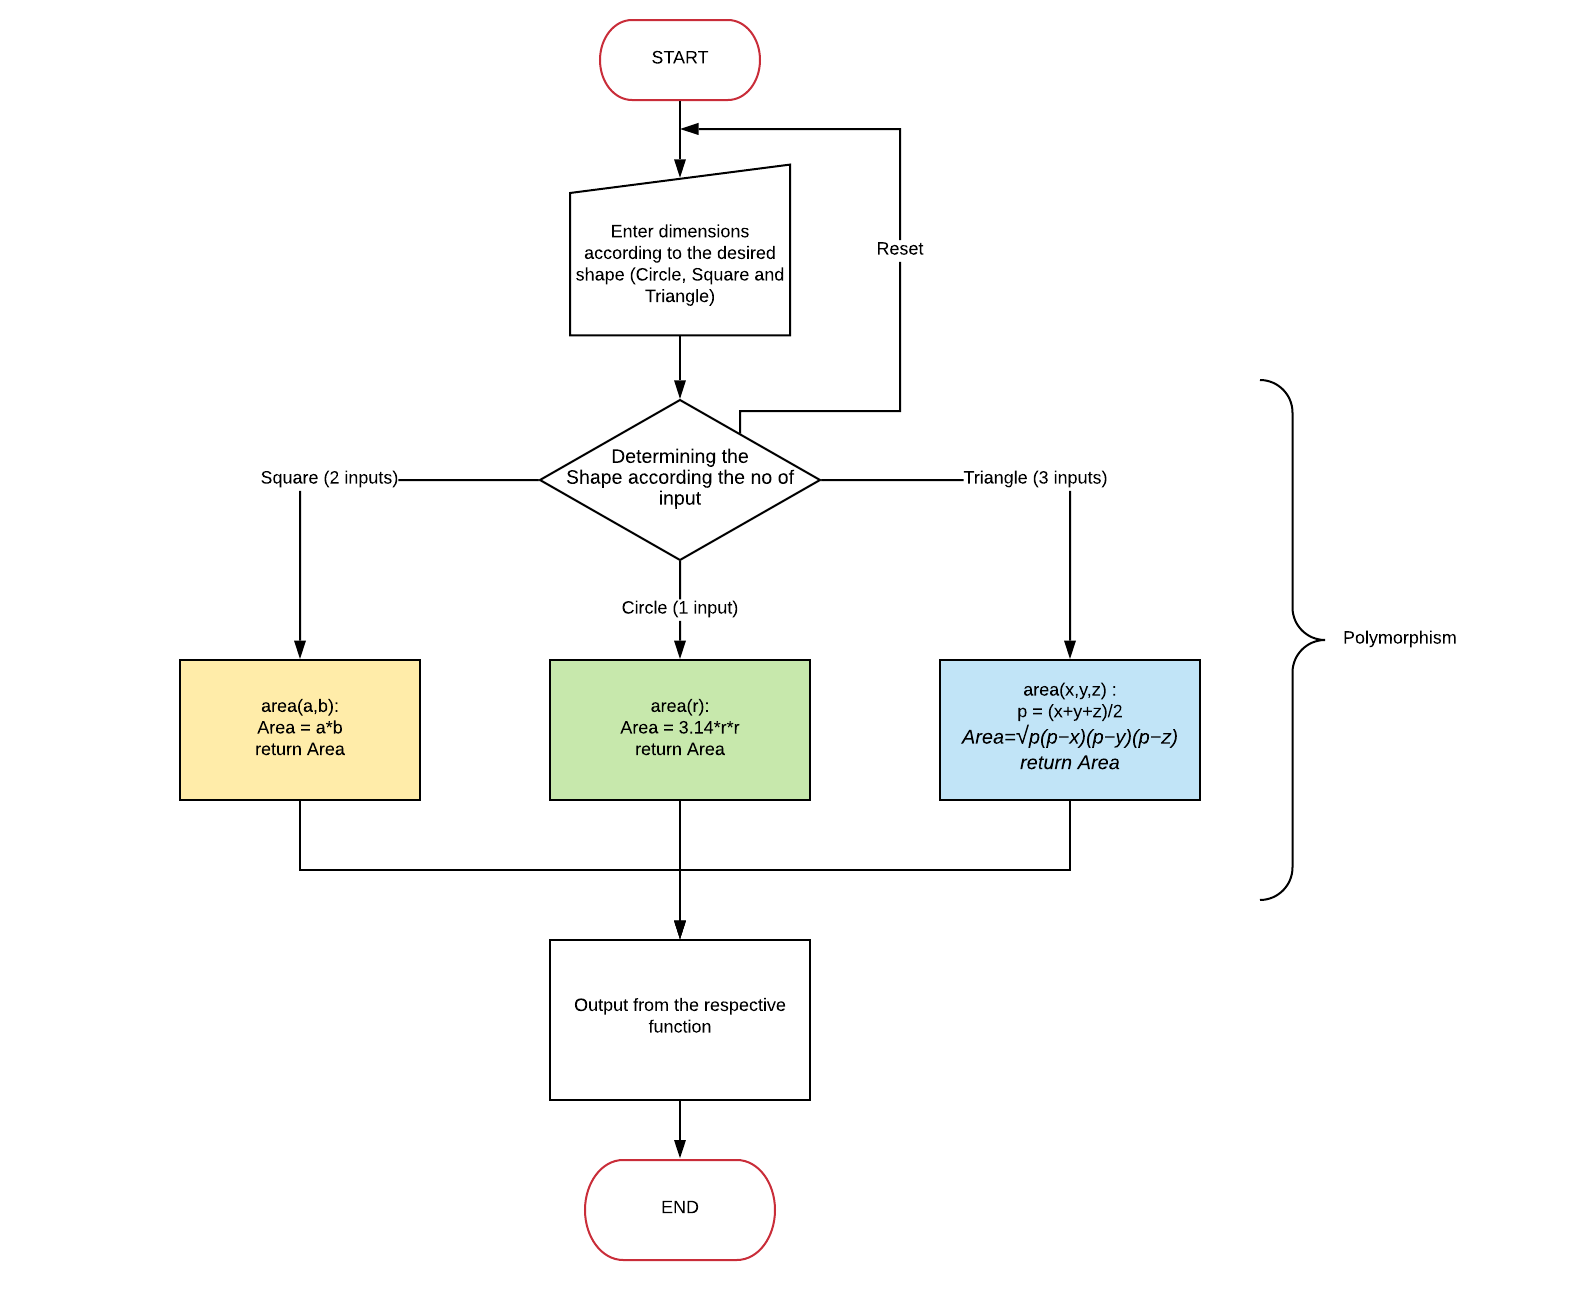 START
Enter dimensions
according to the desired
shape (Circle, Square and
Triangle)
Reset
Determining the
Shape according the no of
input
Square (2 inputs)
Triangle (3 inputs)
Circle (1 input)
Polymorphism
area(a,b):
Area = a*b
return Area
area(r):
Area = 3.14*r*r
return Area
area(x,y,z) :
p = (x+y+z)/2
Area=√p(p−x)(p−y)(p−z)
return Area
Output from the respective
function
END